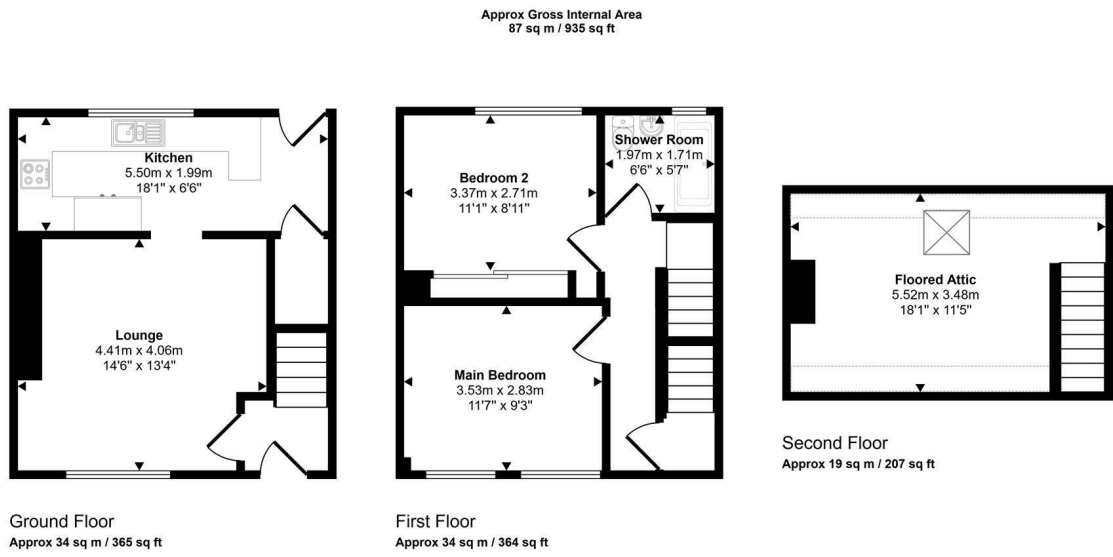 Approx Gross Internal Area
87 sq m / 935 sq ft
Kitchen
5.50m x 1.99m
18'1" x 6'6"
Lounge
4.41m x 4.06m
14'6" x 13'4"
Ground Floor
Approx 34 sq m / 365 sq ft
Shower Room
1.97m x 1.71m
6'6" x 5'7"
Bedroom 2
3.37m x 2.71m
11'1" x 8'11"
Main Bedroom
3.53m x 2.83m
11'7" x 9'3"
First Floor
Approx 34 sq m / 364 sq ft
Floored Attic
5.52m x 3.48m
18'1" x 11'5"
Second Floor
Approx 19 sq m / 207 sq ft